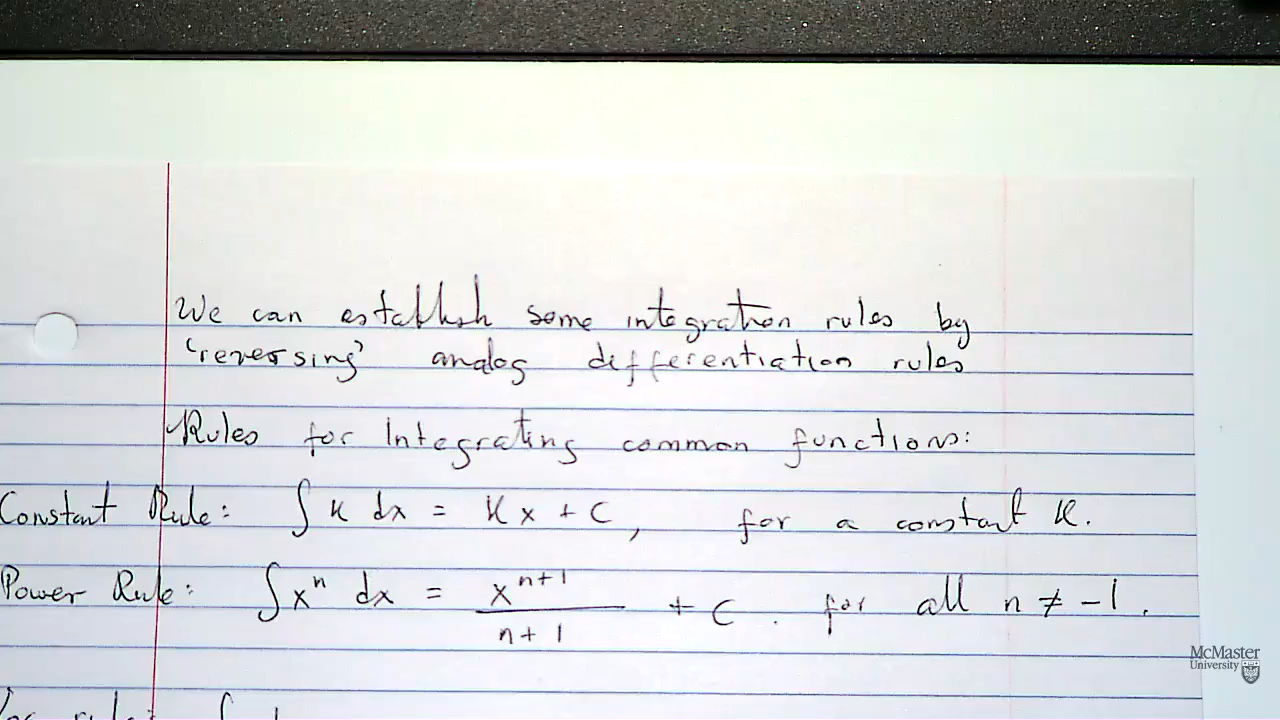 We can establish some integration rules by
'reversing' analog differentiation rules
Rules for Integrating common functions:
Constant Rule: ∫ K dx = Kx + C, for a constant K.
Power Rule: ∫ xⁿ dx = xⁿ⁺¹ / n+1 + C. for all n ≠ -1.
McMaster
University